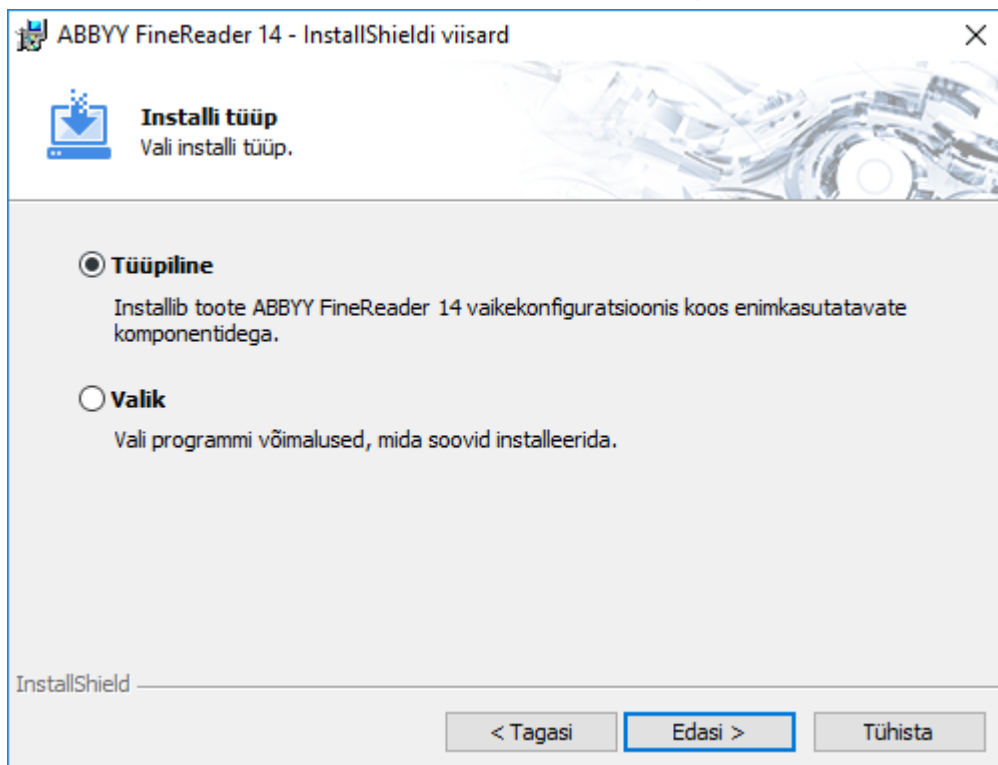 ABBYY FineReader 14 - InstallShieldi viisard
Installi tüüp
Vali installi tüüp.
Tüüpiline
Installib toote ABBYY FineReader 14 vaikekonfiguratsioonis koos enimkasutatavate
komponentidega.
Valik
Vali programmi võimalused, mida soovid installeerida.
InstallShield
< Tagasi
Edasi >
Tühista